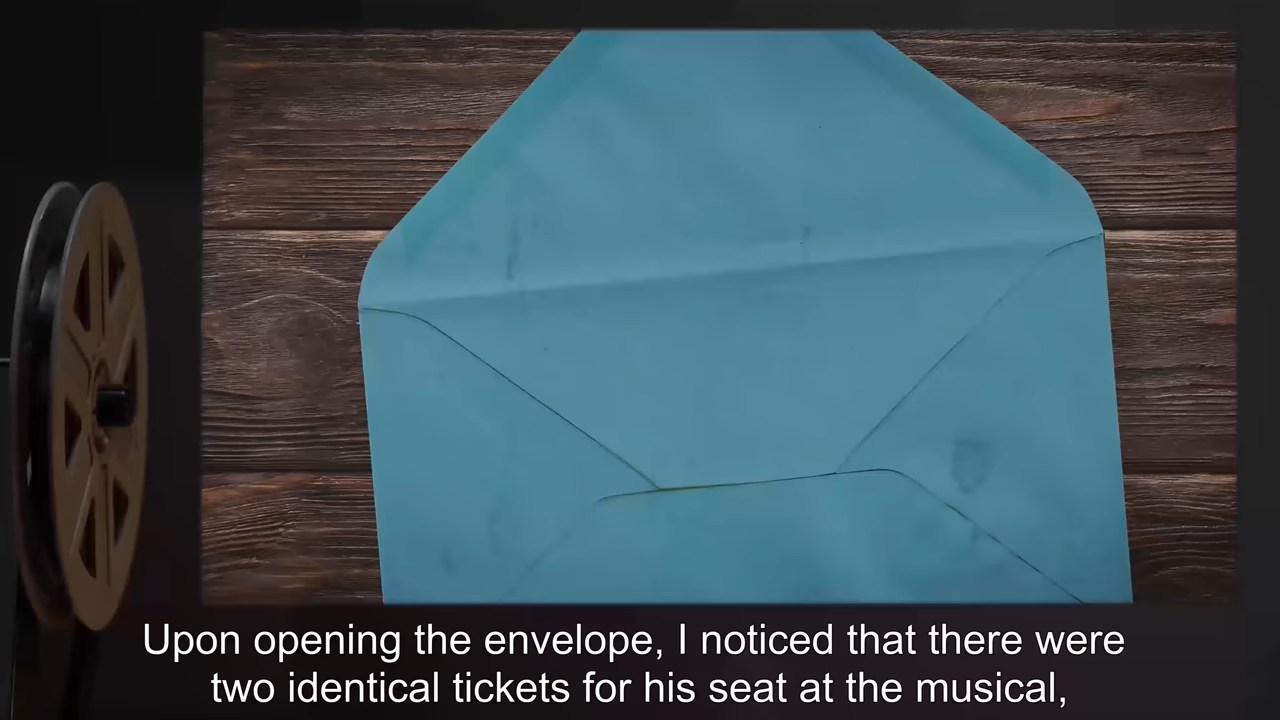 Upon opening the envelope, I noticed that there were
two identical tickets for his seat at the musical,